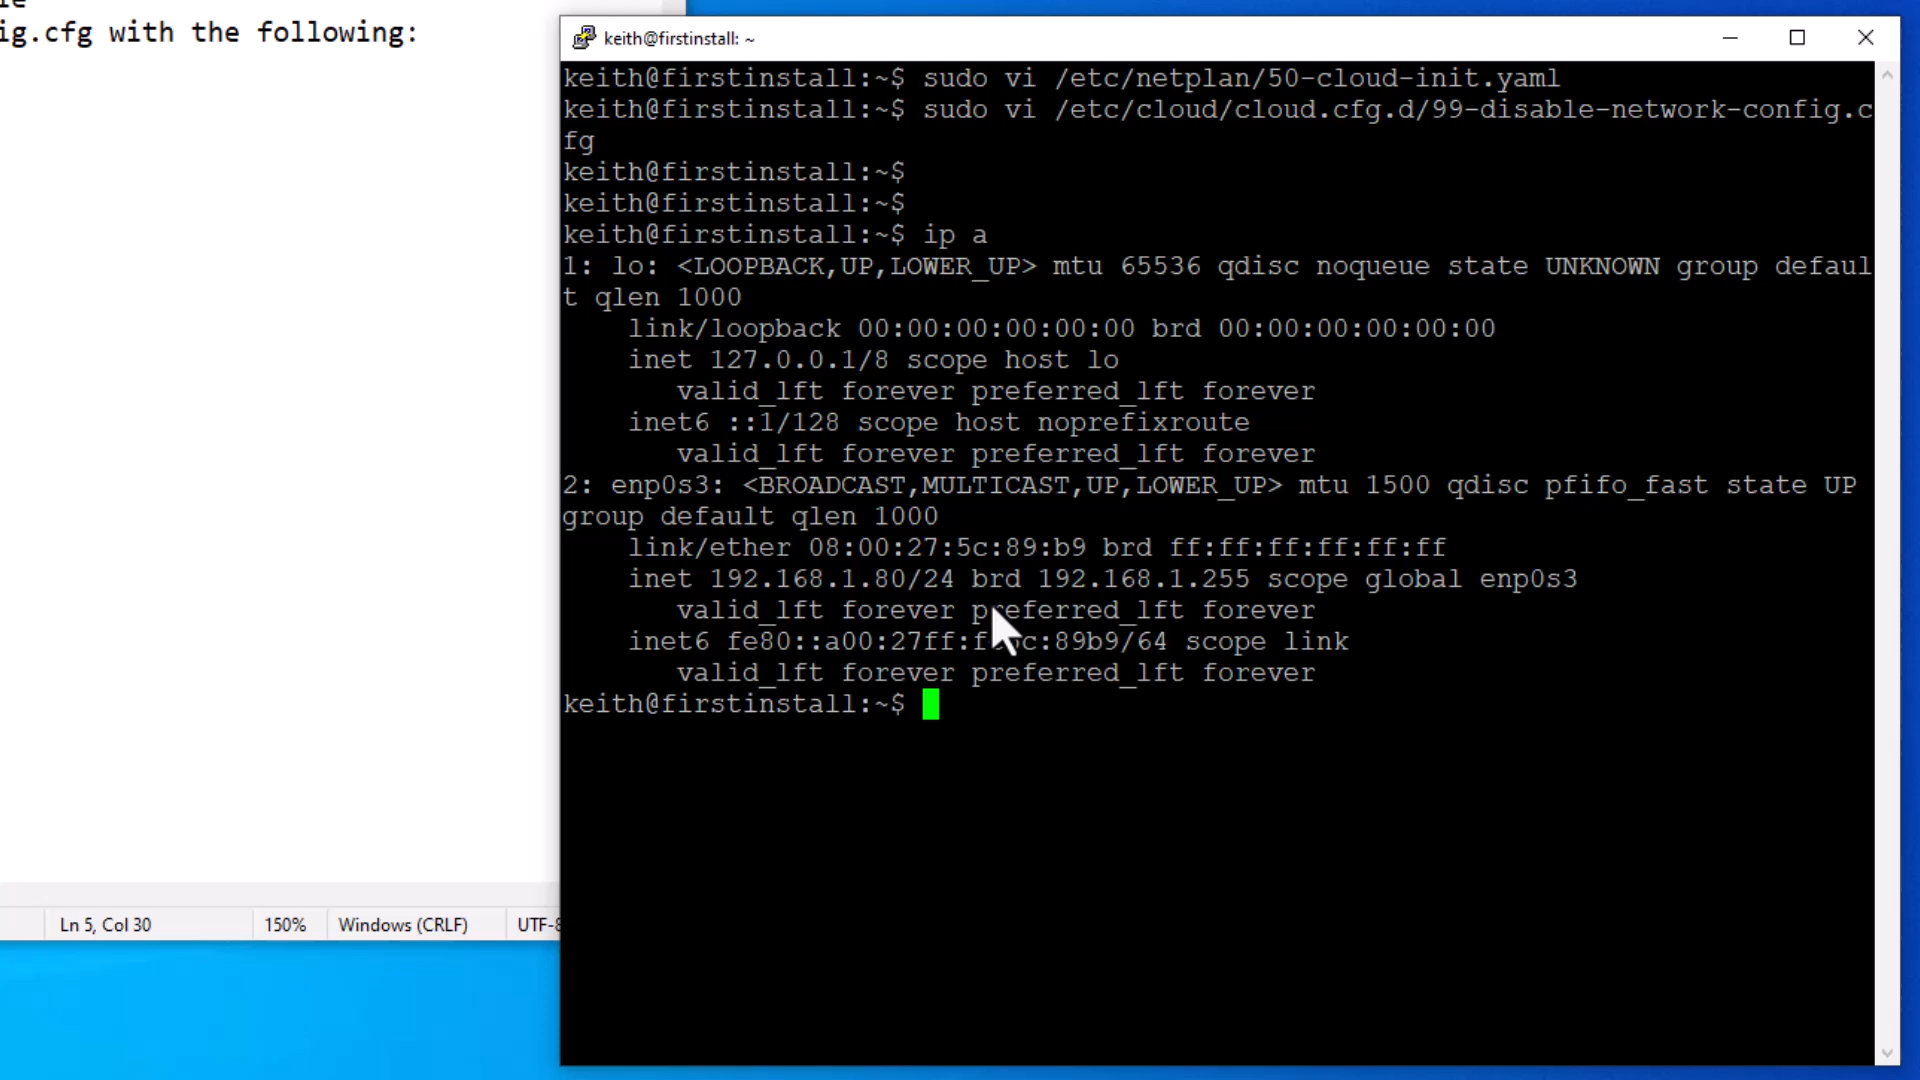 ig.cfg with the following:
keith@firstinstall: ~
keith@firstinstall:~$ sudo vi /etc/netplan/50-cloud-init.yaml
keith@firstinstall:~$ sudo vi /etc/cloud/cloud.cfg.d/99-disable-network-config.c
fg
keith@firstinstall:~$
keith@firstinstall:~$
keith@firstinstall:~$ ip a
1: lo: <LOOPBACK,UP,LOWER_UP> mtu 65536 qdisc noqueue state UNKNOWN group defaul
t qlen 1000
link/loopback 00:00:00:00:00:00 brd 00:00:00:00:00:00
inet 127.0.0.1/8 scope host lo
valid_lft forever preferred_lft forever
inet6 ::1/128 scope host noprefixroute
valid_lft forever preferred_lft forever
2: enp0s3: <BROADCAST,MULTICAST,UP,LOWER_UP> mtu 1500 qdisc pfifo_fast state UP
group default qlen 1000
link/ether 08:00:27:5c:89:b9 brd ff:ff:ff:ff:ff:ff
inet 192.168.1.80/24 brd 192.168.1.255 scope global enp0s3
valid_lft forever preferred_lft forever
inet6 scope link
valid_lft forever preferred_lft forever
keith@firstinstall:~$
Ln 5, Col 30 150% Windows (CRLF) UTF-8